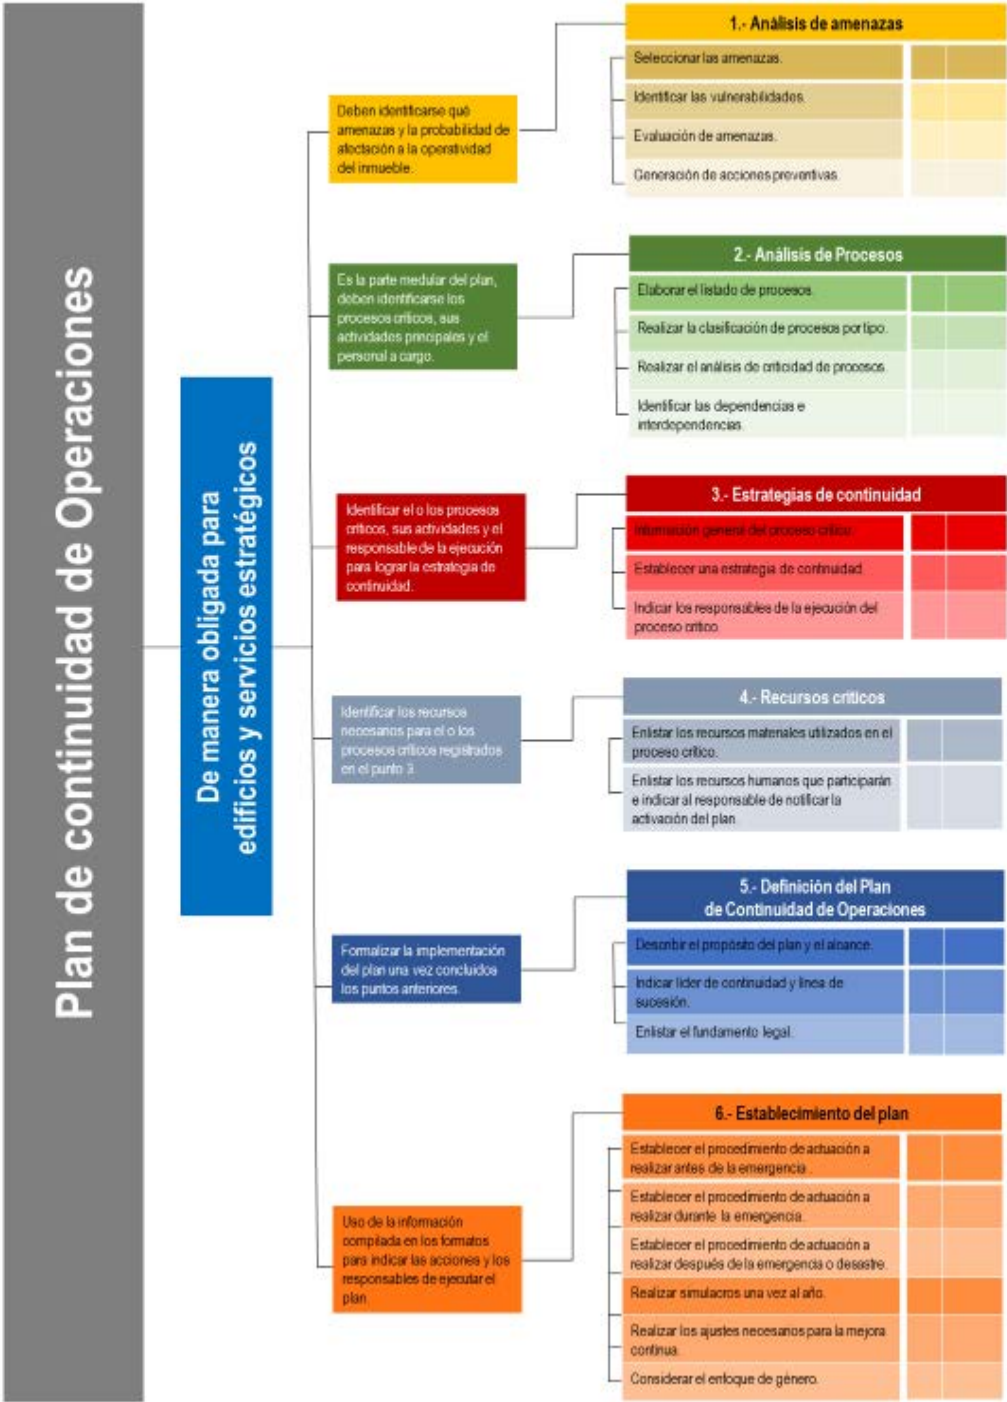 Plan de continuidad de Operaciones
De manera obligada para
edificios y servicios estratégicos
Deben identificarse qué
amenazas y la probabilidad de
afectación a la operatividad
del inmueble.
1.- Análisis de amenazas
Seleccionar las amenazas.
Identificar las vulnerabilidades.
Evaluación de amenazas.
Generación de acciones preventivas.
Es la parte medular del plan,
deben identificarse los
procesos críticos, sus
actividades principales y el
personal a cargo.
2.- Análisis de Procesos
Elaborar el listado de procesos.
Realizar la clasificación de procesos por tipo.
Realizar el análisis de criticidad de procesos.
Identificar las dependencias e
interdependencias.
Identificar el o los procesos
críticos, sus actividades y el
responsable de la ejecución
para lograr la estrategia de
continuidad.
3.- Estrategias de continuidad
Información general del proceso crítico.
Establecer una estrategia de continuidad.
Indicar los responsables de la ejecución del
proceso crítico.
Identificar los recursos
necesarios para el o los
procesos críticos registrados
en el punto 3.
4.- Recursos críticos
Enlistar los recursos materiales utilizados en el
proceso crítico.
Enlistar los recursos humanos que participarán
e indicar al responsable de notificar la
activación del plan.
Formalizar la implementación
del plan una vez concluidos
los puntos anteriores.
5.- Definición del Plan
de Continuidad de Operaciones
Describir el propósito del plan y el alcance.
Indicar líder de continuidad y línea de
sucesión.
Enlistar el fundamento legal.
Uso de la información
compilada en los formatos
para indicar las acciones y los
responsables de ejecutar el
plan.
6.- Establecimiento del plan
Establecer el procedimiento de actuación a
realizar antes de la emergencia.
Establecer el procedimiento de actuación a
realizar durante la emergencia.
Establecer el procedimiento de actuación a
realizar después de la emergencia o desastre.
Realizar simulacros una vez al año.
Realizar los ajustes necesarios para la mejora
continua.
Considerar el enfoque de género.